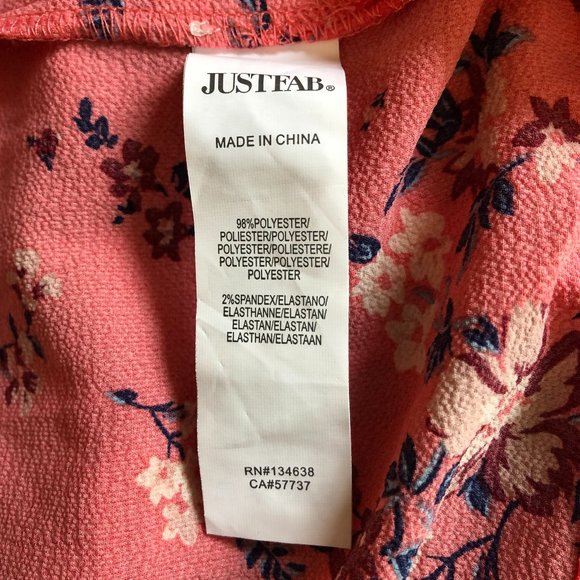 JUSTFAB®
MADE IN CHINA
98%POLYESTER/
POLIESTER/POLYESTER/
POLYESTER/POLIESTERE/
POLYESTER/POLYESTER/
POLYESTER
2%SPANDEX/ELASTANO/
ELASTHANNE/ELASTAN/
ELASTAN/ELASTAN/
ELASTHAN/ELASTAAN
RN#134638
CA#57737